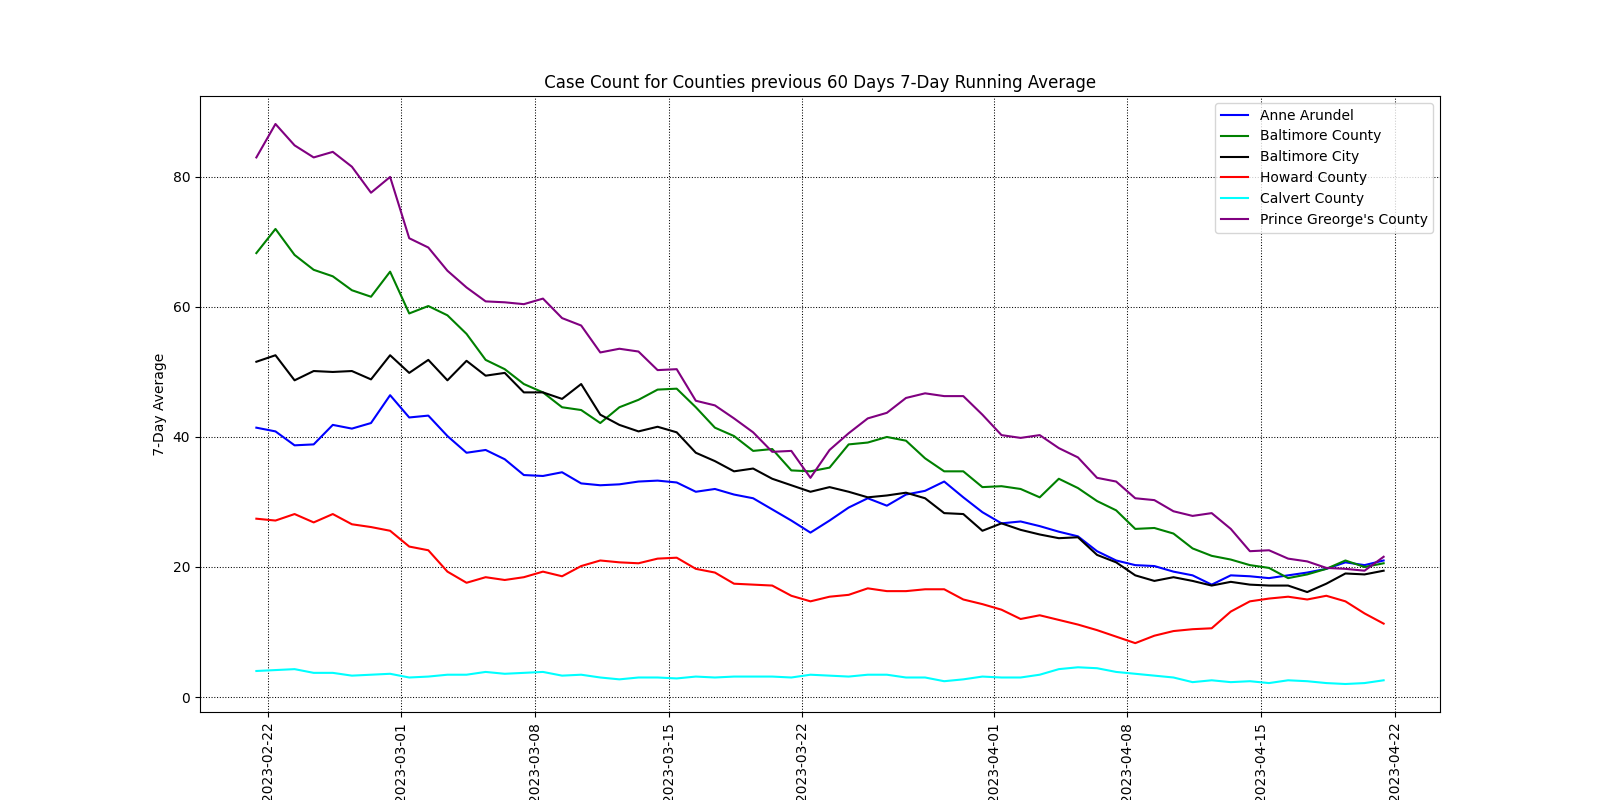 Case Count for Counties previous 60 Days 7-Day Running Average
Anne Arundel
Baltimore County
Baltimore City
Howard County
Calvert County
Prince Greorge's County
7-Day Average
80
60
40
20
0
2023-02-22
2023-03-01
2023-03-08
2023-03-15
2023-03-22
2023-04-01
2023-04-08
2023-04-15
2023-04-22